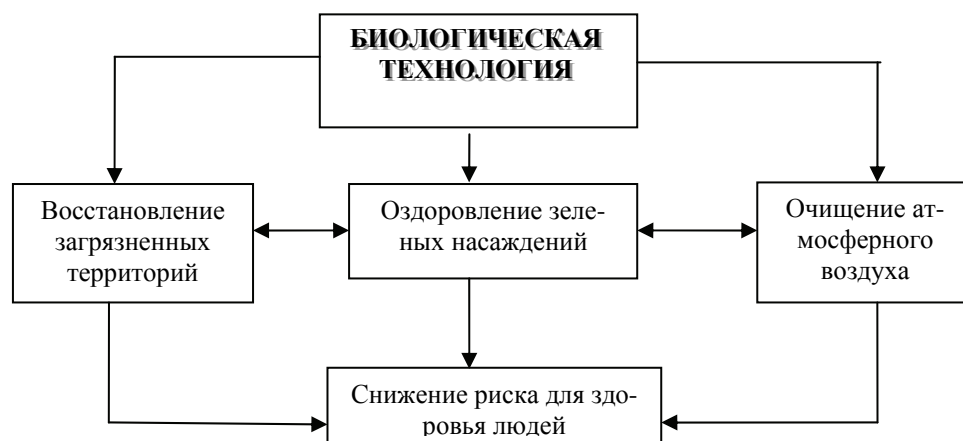 БИОЛОГИЧЕСКАЯ
ТЕХНОЛОГИЯ
Восстановление
загрязненных
территорий
Оздоровление зеле-
ных насаждений
Очищение ат-
мосферного
воздуха
Снижение риска для здо-
ровья людей